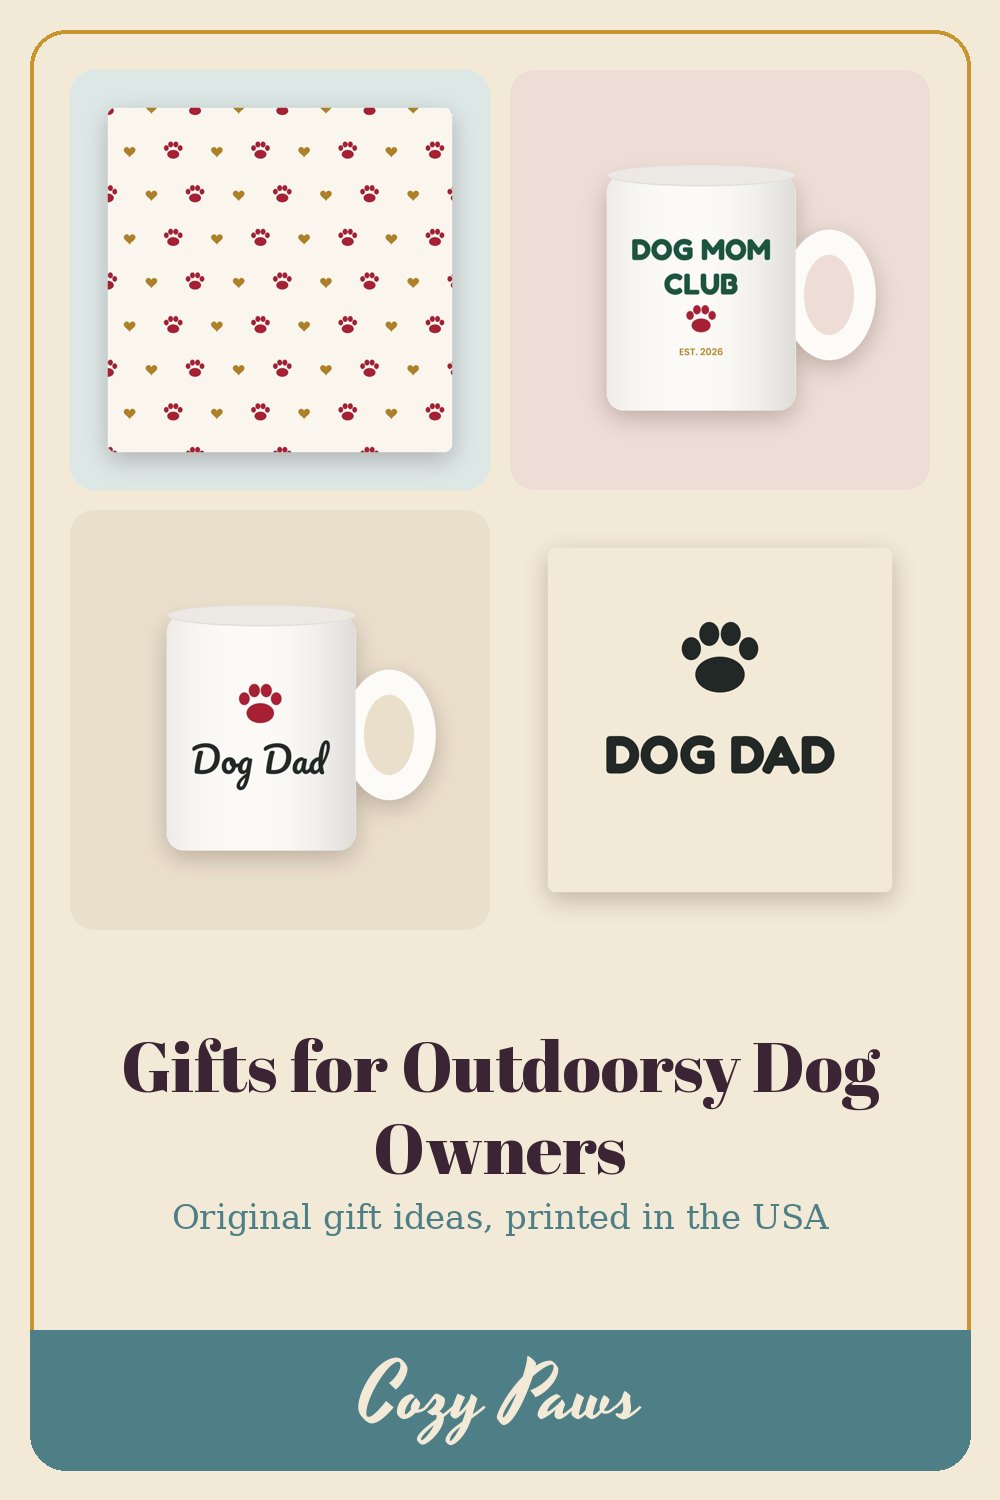 DOG MOM
CLUB
EST. 2026
Dog Dad
DOG DAD
Gifts for Outdoorsy Dog
Owners
Original gift ideas, printed in the USA
Cozy Paws